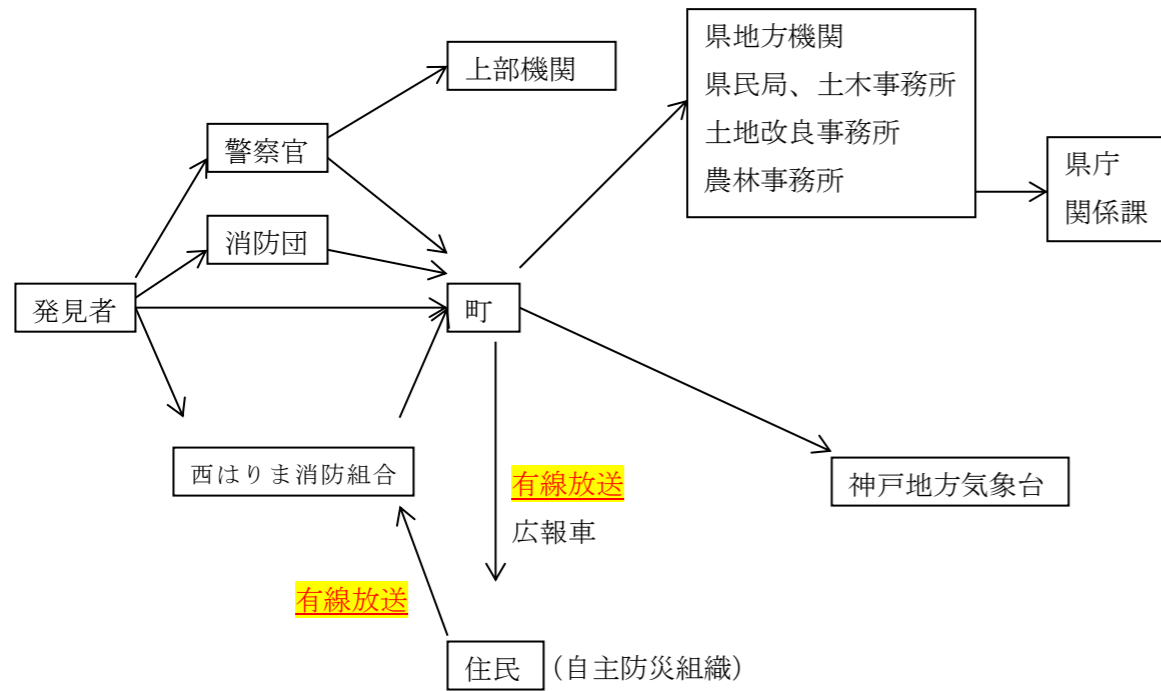 県地方機関
県民局、土木事務所
土地改良事務所
農林事務所
上部機関
警察官
県庁
関係課
消防団
発見者
町
西はりま消防組合
有線放送
広報車
神戸地方気象台
有線放送
住民 (自主防災組織)